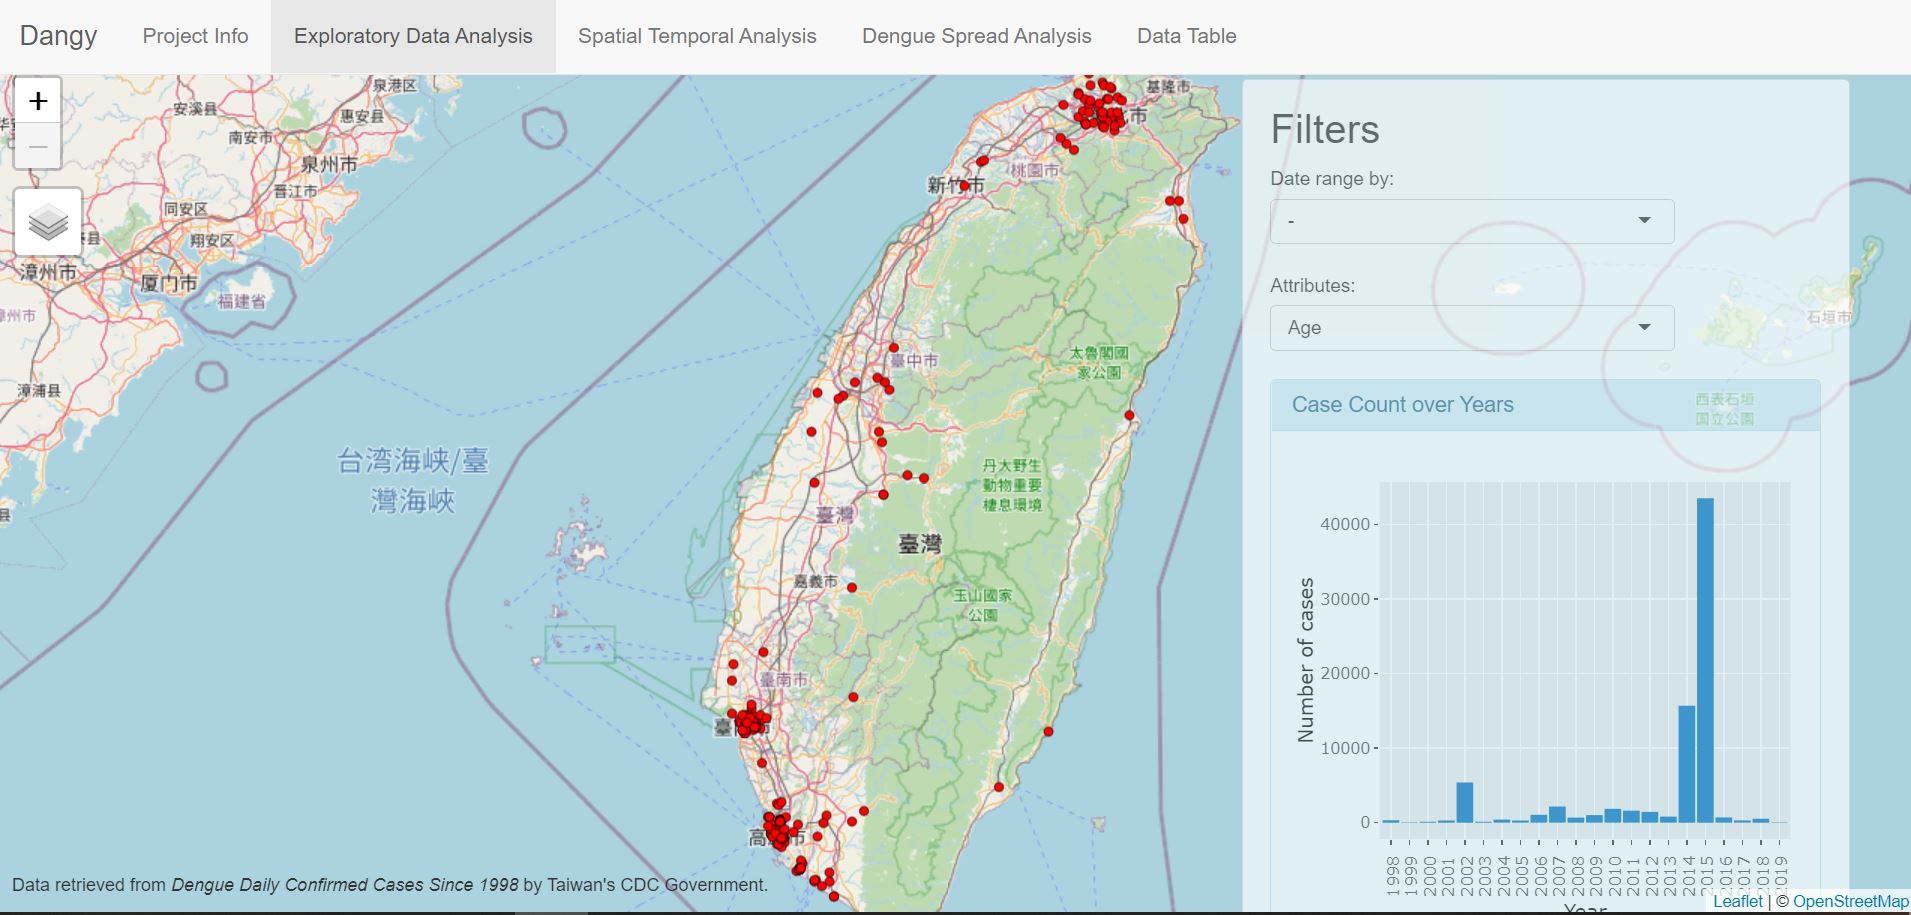 Dangy
Project Info
Exploratory Data Analysis
Spatial Temporal Analysis
Dengue Spread Analysis
Data Table
+
−
泉港区
安溪县
惠安县
南安市
泉州市
晋江市
同安区
翔安区
漳州市
厦门市
福建省
漳州市
漳浦县
台湾海峡/臺
灣海峽
基隆市
桃園市
新竹市
臺中市
太魯閣國
家公園
丹大野生
動物重要
棲息環境
臺灣
臺灣
嘉義市
玉山國家
公園
臺南市
石垣市
西表石垣
国立公園
Filters
Date range by:
-
Attributes:
Age
Case Count over Years
Number of cases
40000
30000
20000
10000
0
1998
1999
2000
2001
2002
2003
2004
2005
2006
2007
2008
2009
2010
2011
2012
2013
2014
2015
2016
2017
2018
2019
Year
Data retrieved from Dengue Daily Confirmed Cases Since 1998 by Taiwan's CDC Government.
Leaflet | © OpenStreetMap